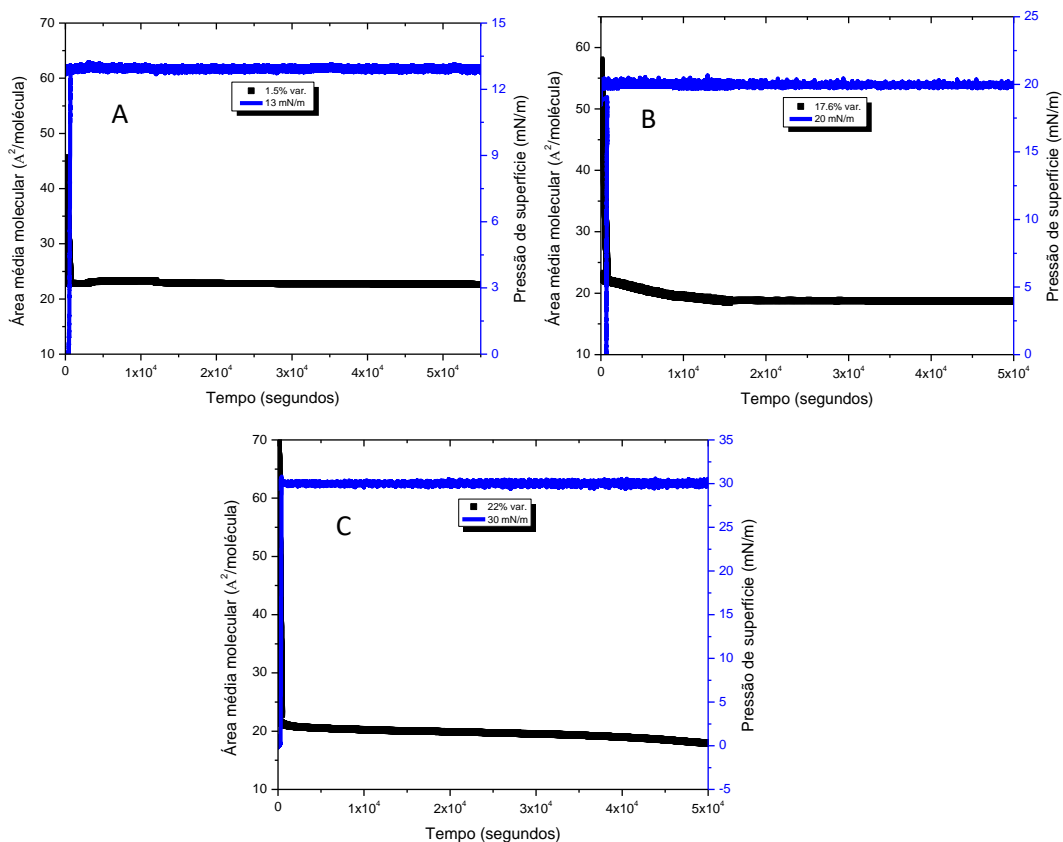 A
1.5% var.
13 mN/m
Área média molecular (A²/molécula)
70
60
50
40
30
20
10
Pressão de superfície (mN/m)
15
12
9
6
3
0
0
1x10⁴
2x10⁴
3x10⁴
4x10⁴
5x10⁴
Tempo (segundos)
B
17.6% var.
20 mN/m
Área média molecular (A²/molécula)
60
50
40
30
20
10
Pressão de superfície (mN/m)
25
20
15
10
5
0
0
1x10⁴
2x10⁴
3x10⁴
4x10⁴
5x10⁴
Tempo (segundos)
C
22% var.
30 mN/m
Área média molecular (A²/molécula)
70
60
50
40
30
20
10
Pressão de superfície (mN/m)
35
30
25
20
15
10
5
0
-5
0
1x10⁴
2x10⁴
3x10⁴
4x10⁴
5x10⁴
Tempo (segundos)